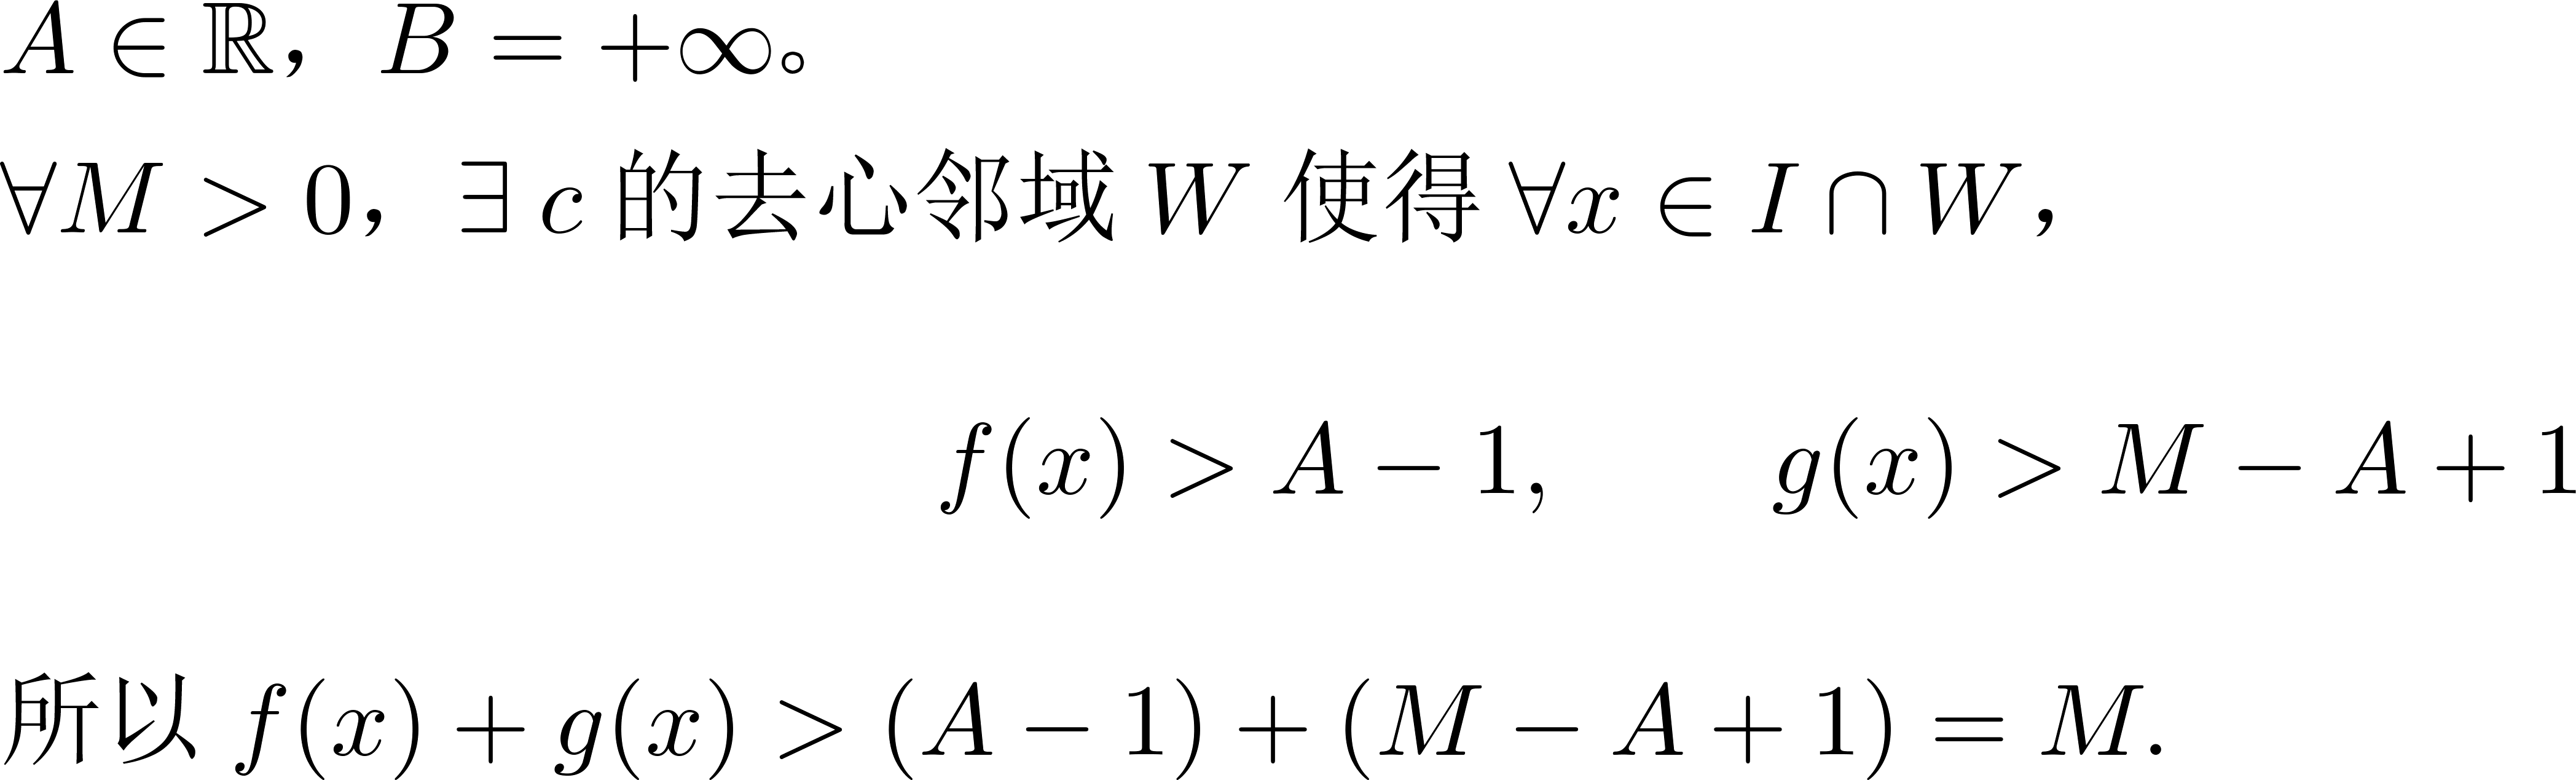 A ∈ ℝ，B = +∞。
∀M > 0，∃ c 的去心邻域 W 使得 ∀x ∈ I ∩ W，
f(x) > A − 1,  g(x) > M − A + 1
所以 f(x) + g(x) > (A − 1) + (M − A + 1) = M.